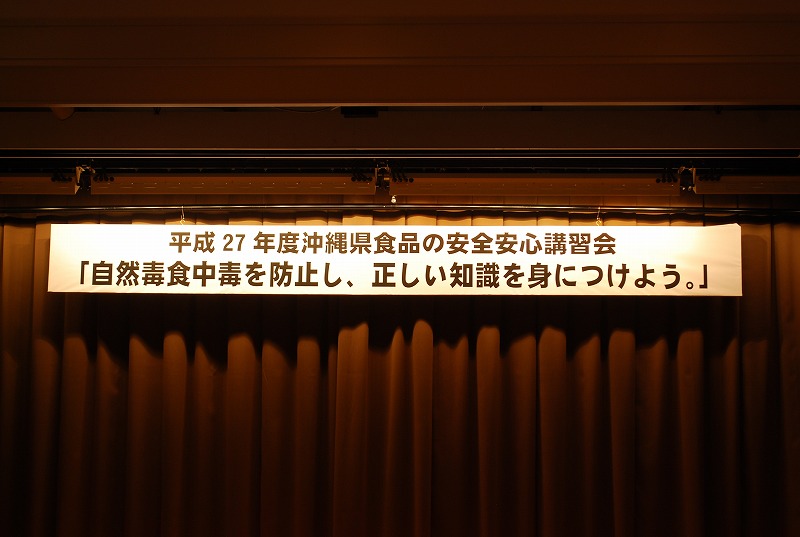 平成27年度沖縄県食品の安全安心講習会
「自然毒食中毒を防止し、正しい知識を身につけよう。」